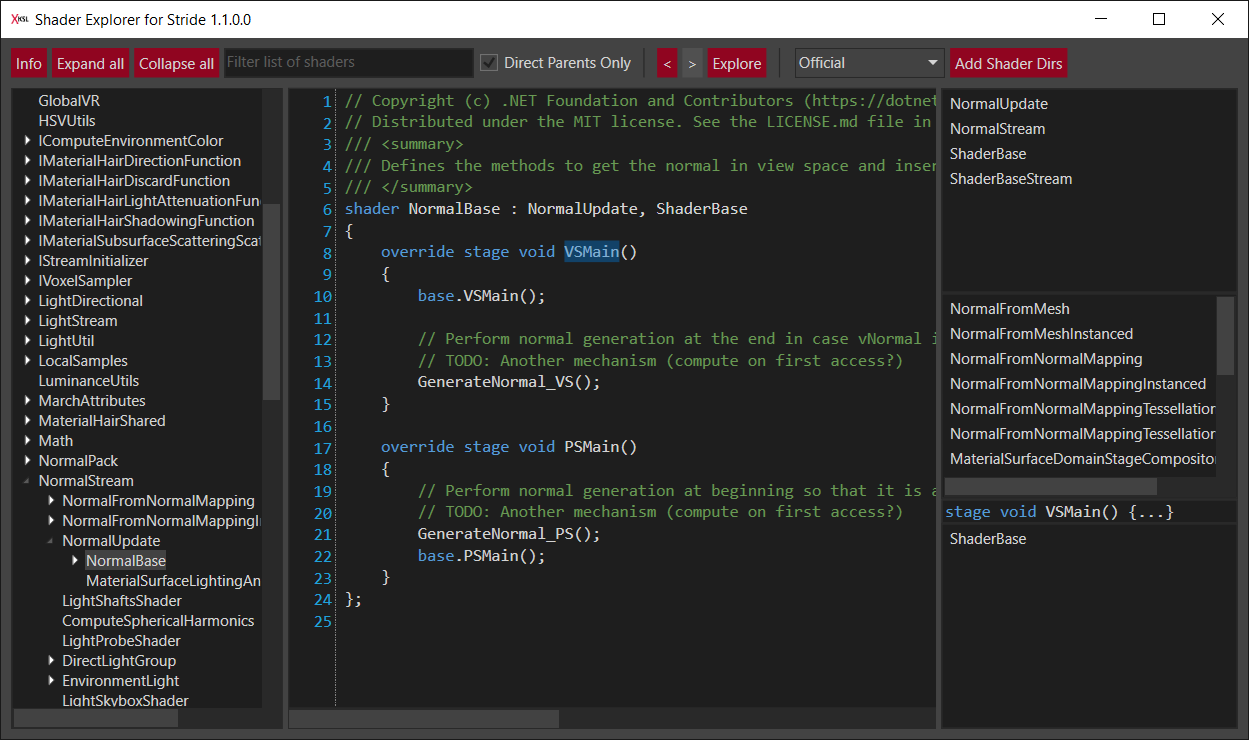 XKSL Shader Explorer for Stride 1.1.0.0
Info Expand all Collapse all Filter list of shaders Direct Parents Only < > Explore Official Add Shader Dirs
GlobalVR
HSVUtils
IComputeEnvironmentColor
IMaterialHairDirectionFunction
IMaterialHairDiscardFunction
IMaterialHairLightAttenuationFun
IMaterialHairShadowingFunction
IMaterialSubsurfaceScatteringScat
IStreamInitializer
IVoxelSampler
LightDirectional
LightStream
LightUtil
LocalSamples
LuminanceUtils
MarchAttributes
MaterialHairShared
Math
NormalPack
NormalStream
NormalFromNormalMapping
NormalFromNormalMappingI
NormalUpdate
NormalBase
MaterialSurfaceLightingAn
LightShaftsShader
ComputeSphericalHarmonics
LightProbeShader
DirectLightGroup
EnvironmentLight
LightSkyboxShader
1 // Copyright (c) .NET Foundation and Contributors (https://dotnet
2 // Distributed under the MIT license. See the LICENSE.md file in
3 /// <summary>
4 /// Defines the methods to get the normal in view space and inser
5 /// </summary>
6 shader NormalBase : NormalUpdate, ShaderBase
7 {
8 override stage void VSMain()
9 {
10 base.VSMain();
11
12 // Perform normal generation at the end in case vNormal i
13 // TODO: Another mechanism (compute on first access?)
14 GenerateNormal_VS();
15 }
16
17 override stage void PSMain()
18 {
19 // Perform normal generation at beginning so that it is a
20 // TODO: Another mechanism (compute on first access?)
21 GenerateNormal_PS();
22 base.PSMain();
23 }
24 };
25
NormalUpdate
NormalStream
ShaderBase
ShaderBaseStream
NormalFromMesh
NormalFromMeshInstanced
NormalFromNormalMapping
NormalFromNormalMappingInstanced
NormalFromNormalMappingTessellation
NormalFromNormalMappingTessellation
MaterialSurfaceDomainStageCompositor
stage void VSMain() {...}
ShaderBase